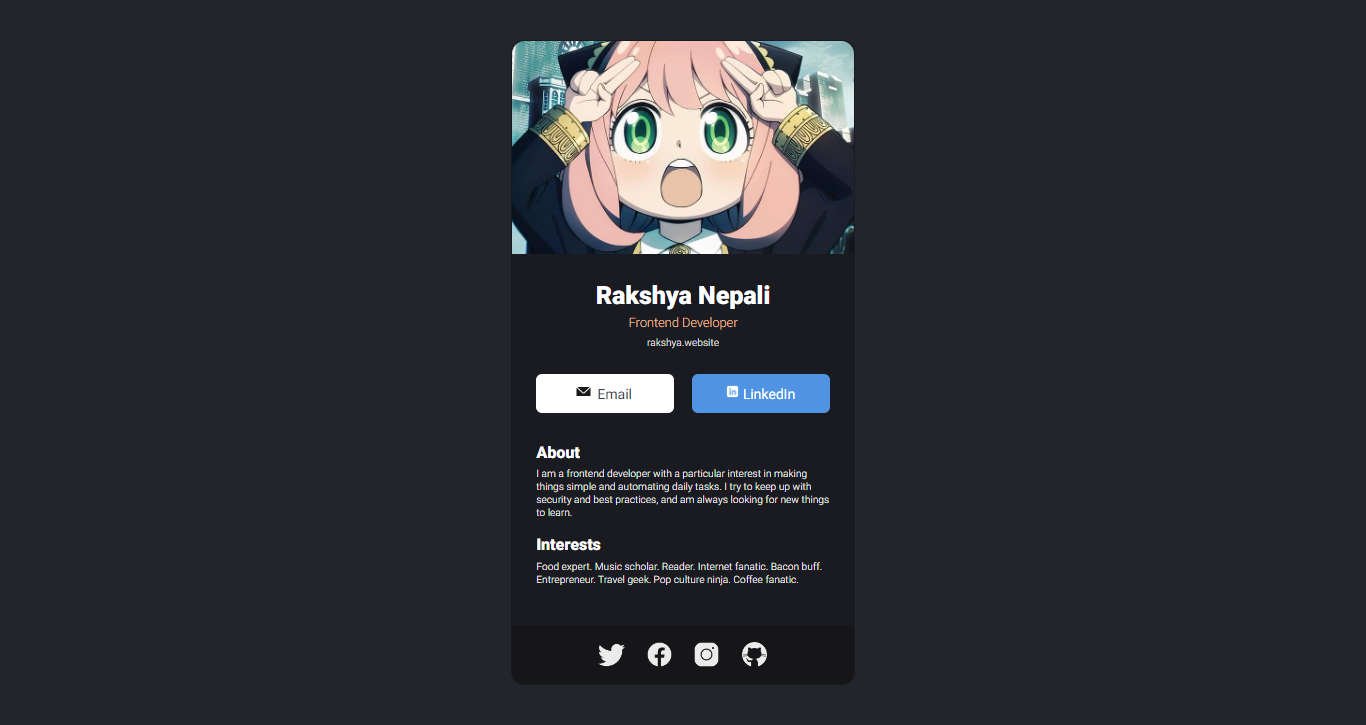 Rakshya Nepali
Frontend Developer
rakshya.website
Email
LinkedIn
About
I am a frontend developer with a particular interest in making
things simple and automating daily tasks. I try to keep up with
security and best practices, and am always looking for new things
to learn.
Interests
Food expert. Music scholar. Reader. Internet fanatic. Bacon buff.
Entrepreneur. Travel geek. Pop culture ninja. Coffee fanatic.